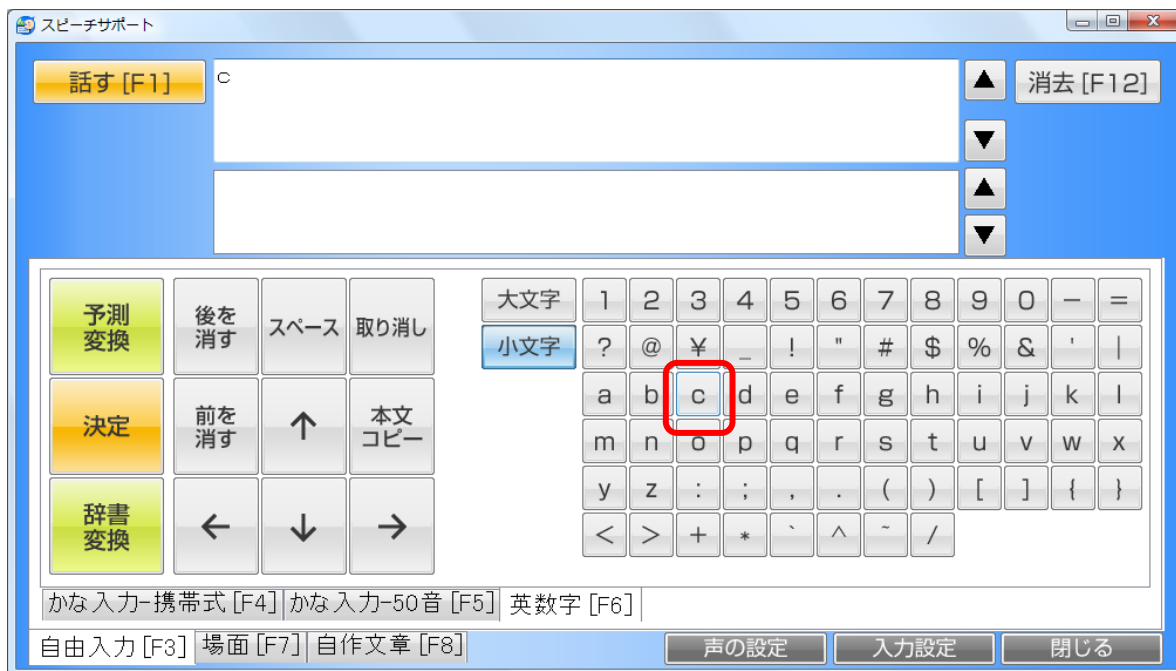 スピーチサポート
話す [F1]
c
▲
消去 [F12]
▼
▲
▼
予測変換
後を消す
スペース
取り消し
決定
前を消す
↑
本文コピー
辞書変換
←
↓
→
大文字 1 2 3 4 5 6 7 8 9 0 − =
小文字 ? @ ¥ _ ! " # $ % & ' |
a b c d e f g h i j k l
m n o p q r s t u v w x
y z : ; , . ( ) [ ] { }
< > + * ` ^ ~ /
かな入力-携帯式 [F4] かな入力-50音 [F5] 英数字 [F6]
自由入力 [F3] 場面 [F7] 自作文章 [F8] 声の設定 入力設定 閉じる